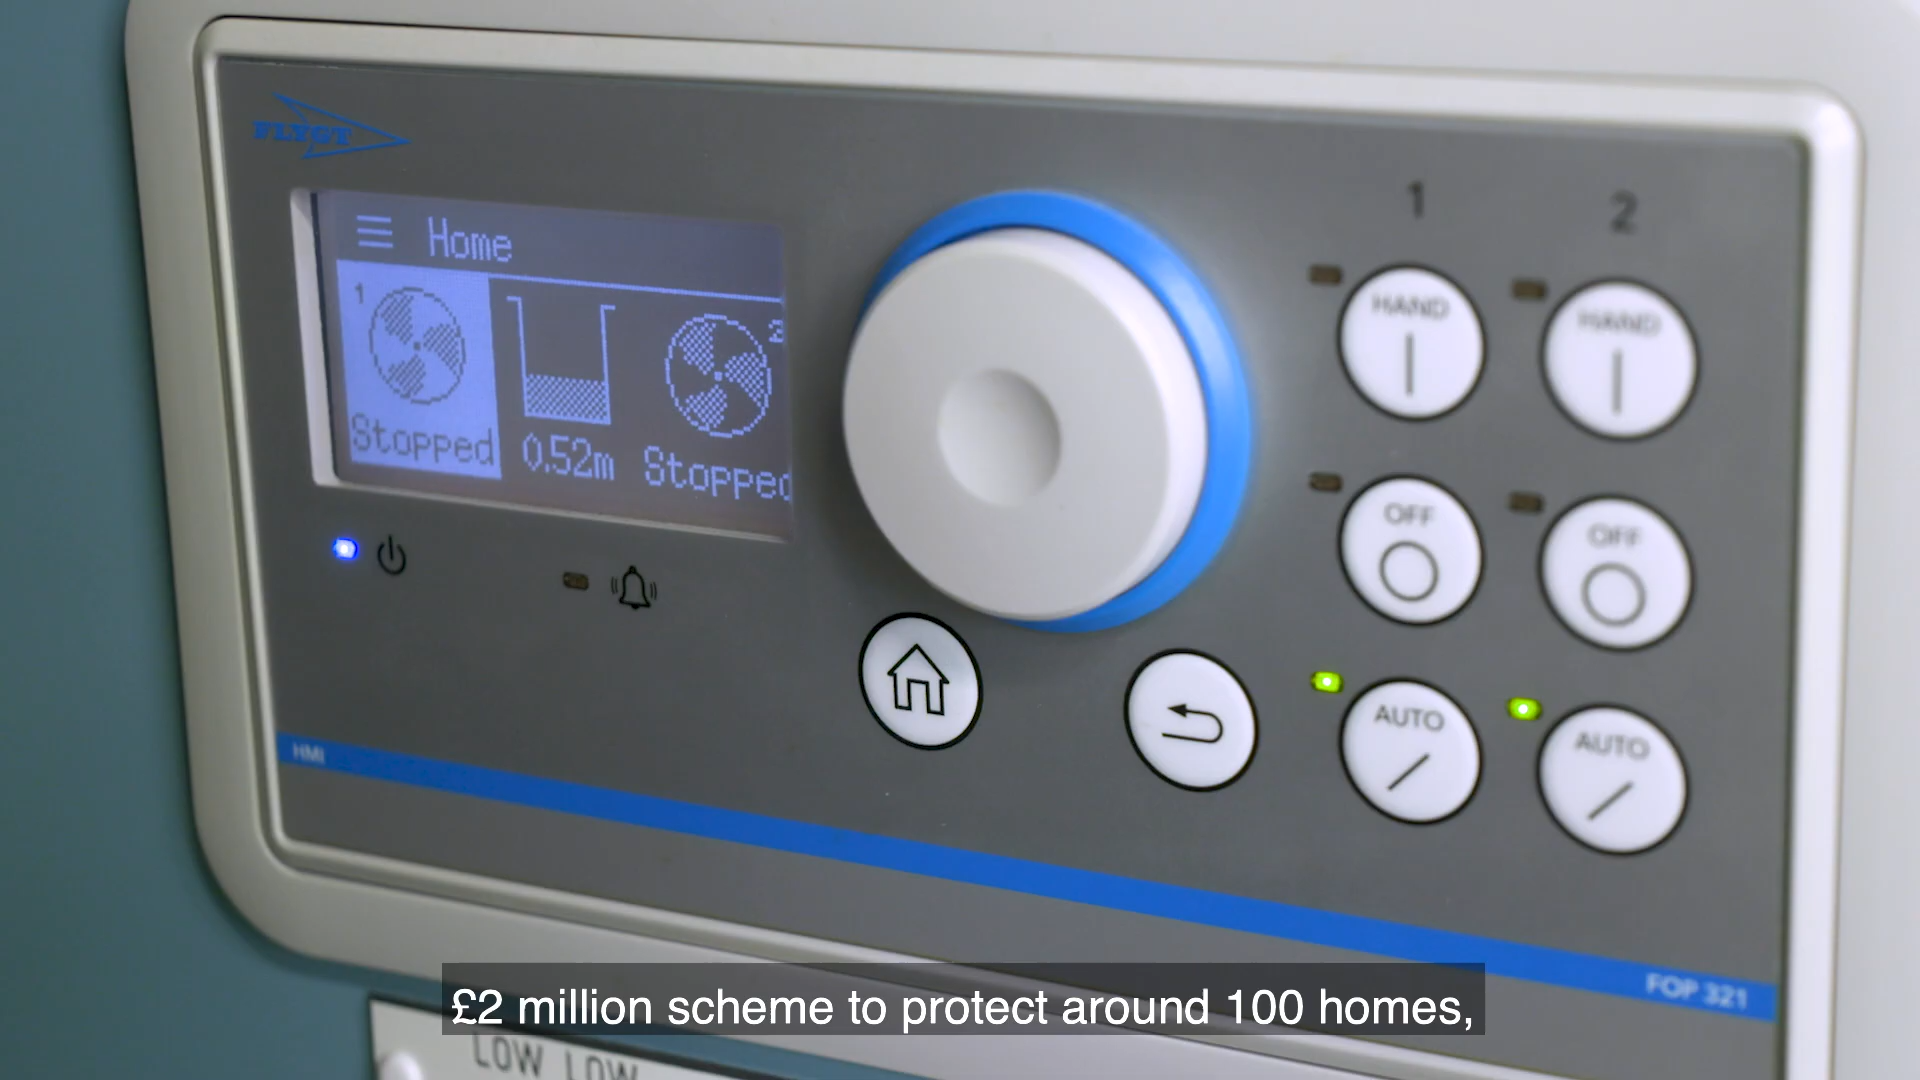 FLYGT
Home
1
2
Stopped
0.52m
Stopped
1
2
HAND
HAND
OFF
OFF
AUTO
AUTO
HMI
FOP 321
£2 million scheme to protect around 100 homes,
LOW LOW